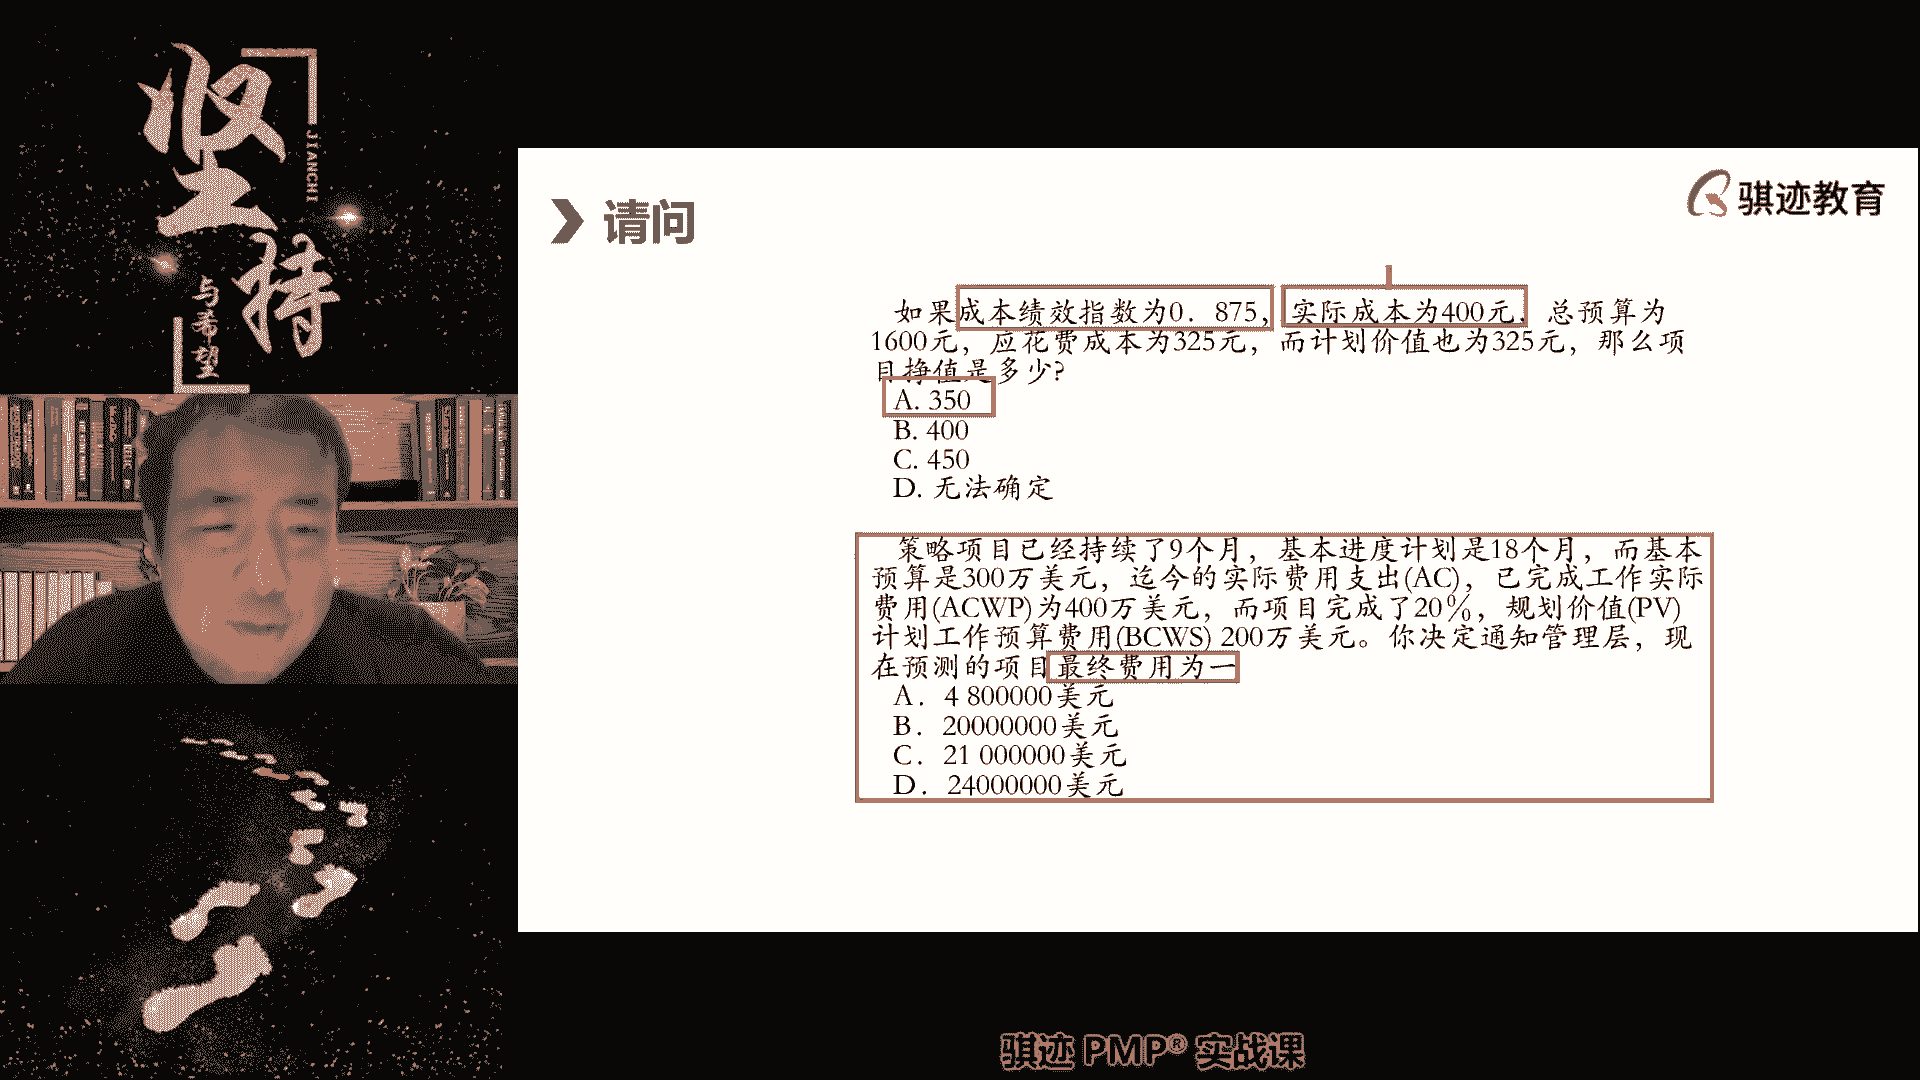 坚
持
JIANCHI
与希望
请问
骐迹教育
如果成本绩效指数为0．875，实际成本为400元．总预算为
1600元，应花费成本为325元，而计划价值也为325元，那么项
目挣值是多少?
A. 350
B. 400
C. 450
D. 无法确定
策略项目已经持续了9个月，基本进度计划是18个月，而基本
预算是300万美元，迄今的实际费用支出(AC)，已完成工作实际
费用(ACWP)为400万美元，而项目完成了20％，规划价值(PV)
计划工作预算费用(BCWS) 200万美元。你决定通知管理层，现
在预测的项目最终费用为一
A．4 800000美元
B．20000000美元
C．21 000000美元
D．24000000美元
骐迹 PMP® 实战课